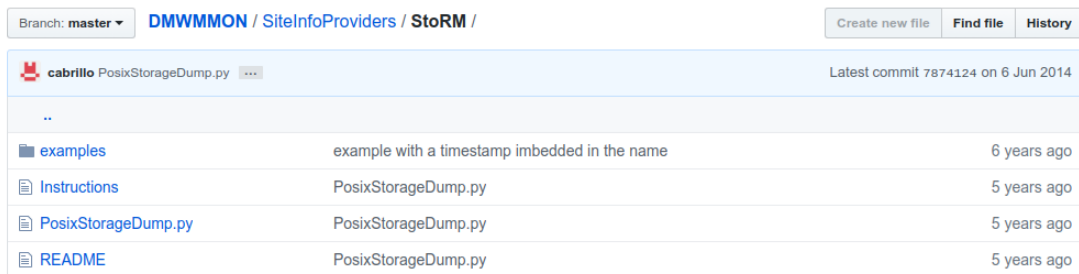 Branch: master DMWMMON / SiteInfoProviders / StoRM / Create new file Find file History
cabrillo PosixStorageDump.py ... Latest commit 7874124 on 6 Jun 2014
..
examples example with a timestamp imbedded in the name 6 years ago
Instructions PosixStorageDump.py 5 years ago
PosixStorageDump.py PosixStorageDump.py 5 years ago
README PosixStorageDump.py 5 years ago